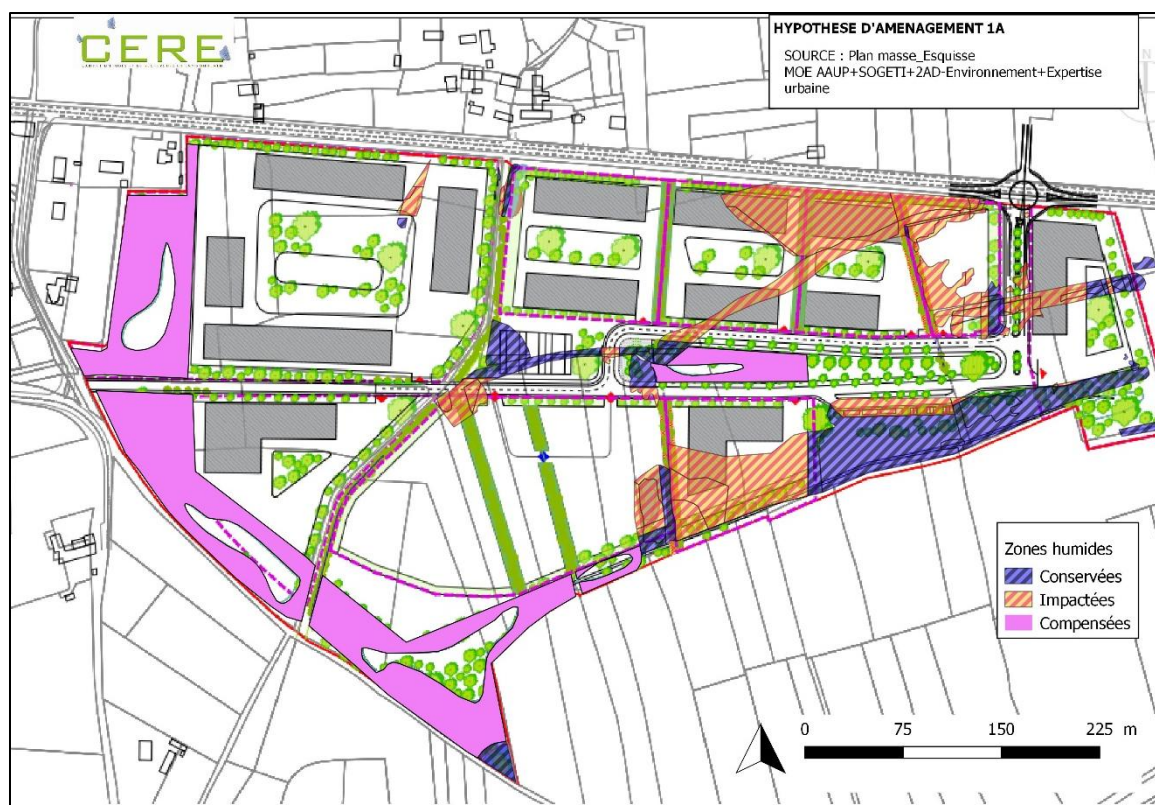 CERE
HYPOTHESE D'AMENAGEMENT 1A
SOURCE : Plan masse_Esquisse
MOE AAUP+SOGETI+2AD-Environnement+Expertise
urbaine
Zones humides
Conservées
Impactées
Compensées
0 75 150 225 m